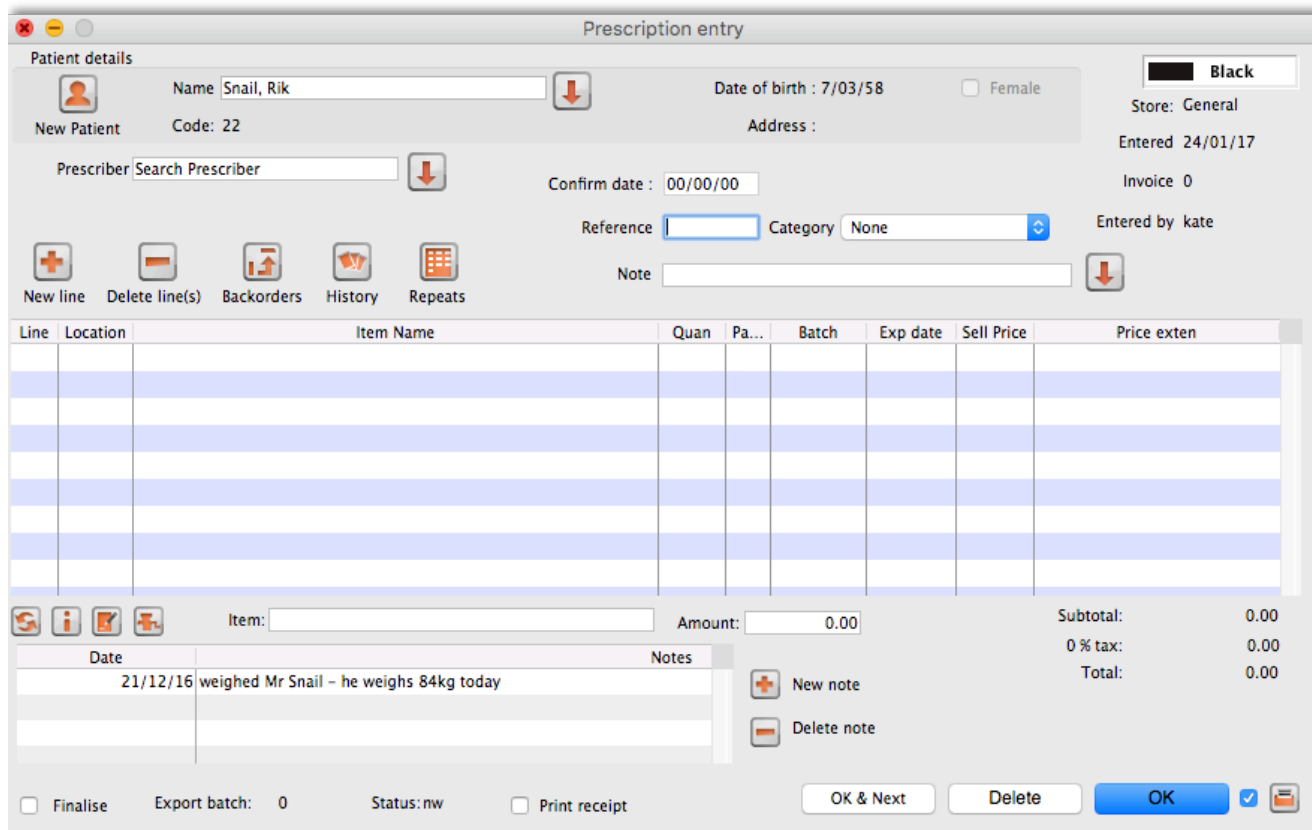 Prescription entry
Patient details
Black
Name Snail, Rik
Date of birth : 7/03/58
Female
Store: General
New Patient
Code: 22
Address :
Entered 24/01/17
Prescriber Search Prescriber
Confirm date : 00/00/00
Invoice 0
Reference
Category None
Entered by kate
Note
New line Delete line(s) Backorders History Repeats
Line Location Item Name Quan Pa... Batch Exp date Sell Price Price exten
Item:
Amount: 0.00
Subtotal: 0.00
0 % tax: 0.00
Total: 0.00
Date Notes
21/12/16 weighed Mr Snail – he weighs 84kg today
New note
Delete note
Finalise
Export batch: 0
Status: nw
Print receipt
OK & Next
Delete
OK